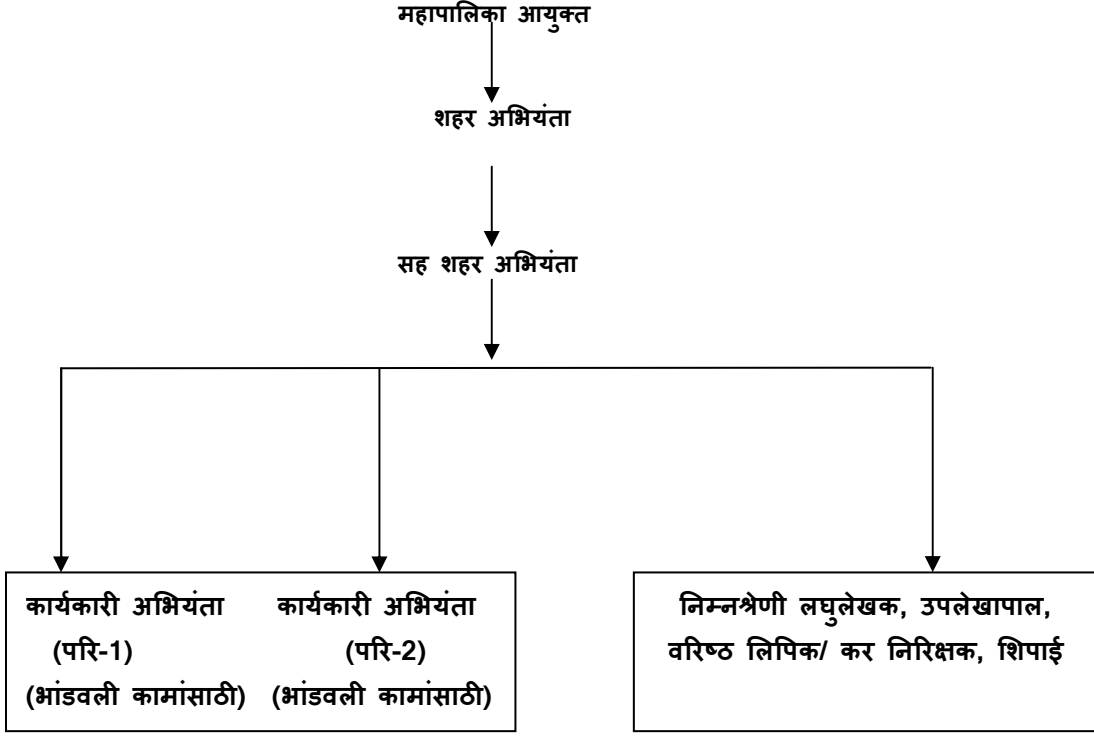 महापालिका आयुक्त
शहर अभियंता
सह शहर अभियंता
कार्यकारी अभियंता
(परि-1)
(भांडवली कामांसाठी)
कार्यकारी अभियंता
(परि-2)
(भांडवली कामांसाठी)
निम्नश्रेणी लघुलेखक, उपलेखापाल,
वरिष्ठ लिपिक/ कर निरिक्षक, शिपाई